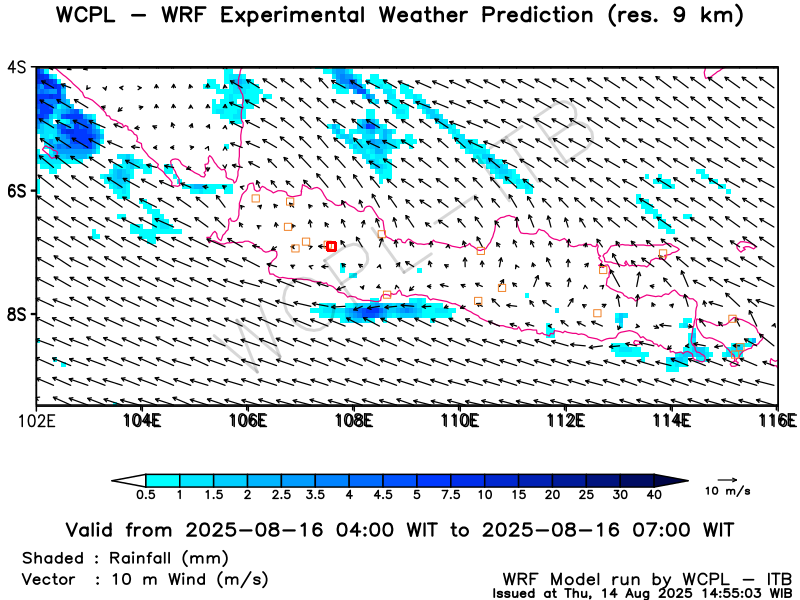 WCPL – WRF Experimental Weather Prediction (res. 9 km)
WCPL-ITB
4S
6S
8S
102E 104E 106E 108E 110E 112E 114E 116E
0.5 1 1.5 2 2.5 3.5 4 4.5 5 7.5 10 15 20 25 30 40
10 m/s
Valid from 2025–08–16 04:00 WIT to 2025–08–16 07:00 WIT
Shaded : Rainfall (mm)
Vector : 10 m Wind (m/s)
WRF Model run by WCPL – ITB
Issued at Thu, 14 Aug 2025 14:55:03 WIB